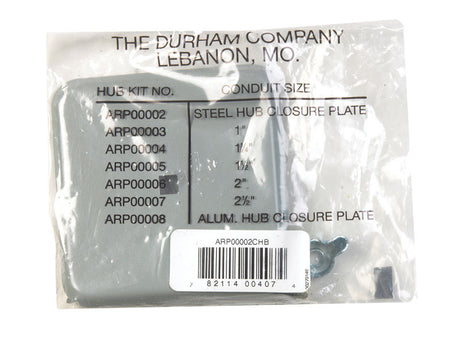 THE DURHAM COMPANY
LEBANON, MO.
HUB KIT NO. CONDUIT SIZE
ARP00002 STEEL HUB CLOSURE PLATE
ARP00003 1"
ARP00004 1¼"
ARP00005 1½"
ARP00006 2"
ARP00007 2½"
ARP00008 ALUM. HUB CLOSURE PLATE
ARP00002CHB
7 82114 00407 4